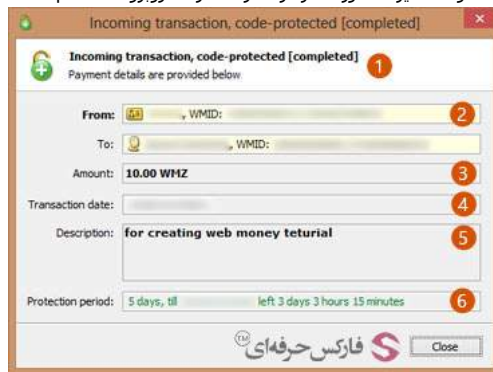 Incoming transaction, code-protected [completed]
Incoming transaction, code-protected [completed]
Payment details are provided below
1
From: , WMID: 2
To: , WMID:
Amount: 10.00 WMZ 3
Transaction date: 4
Description: for creating web money teturial 5
Protection period: 5 days, till left 3 days 3 hours 15 minutes 6
فارکس حرفه‌ای™ Close